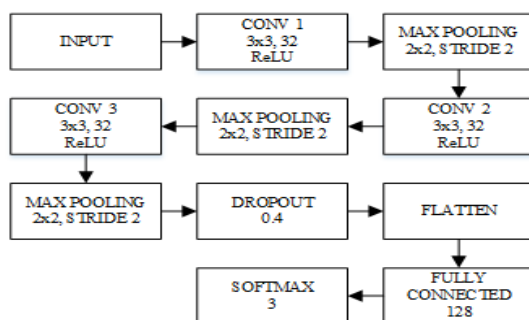 INPUT
CONV 1
3x3, 32
ReLU
MAX POOLING
2x2, STRIDE 2
CONV 2
3x3, 32
ReLU
MAX POOLING
2x2, STRIDE 2
CONV 3
3x3, 32
ReLU
MAX POOLING
2x2, STRIDE 2
DROPOUT
0.4
FLATTEN
FULLY
CONNECTED
128
SOFTMAX
3